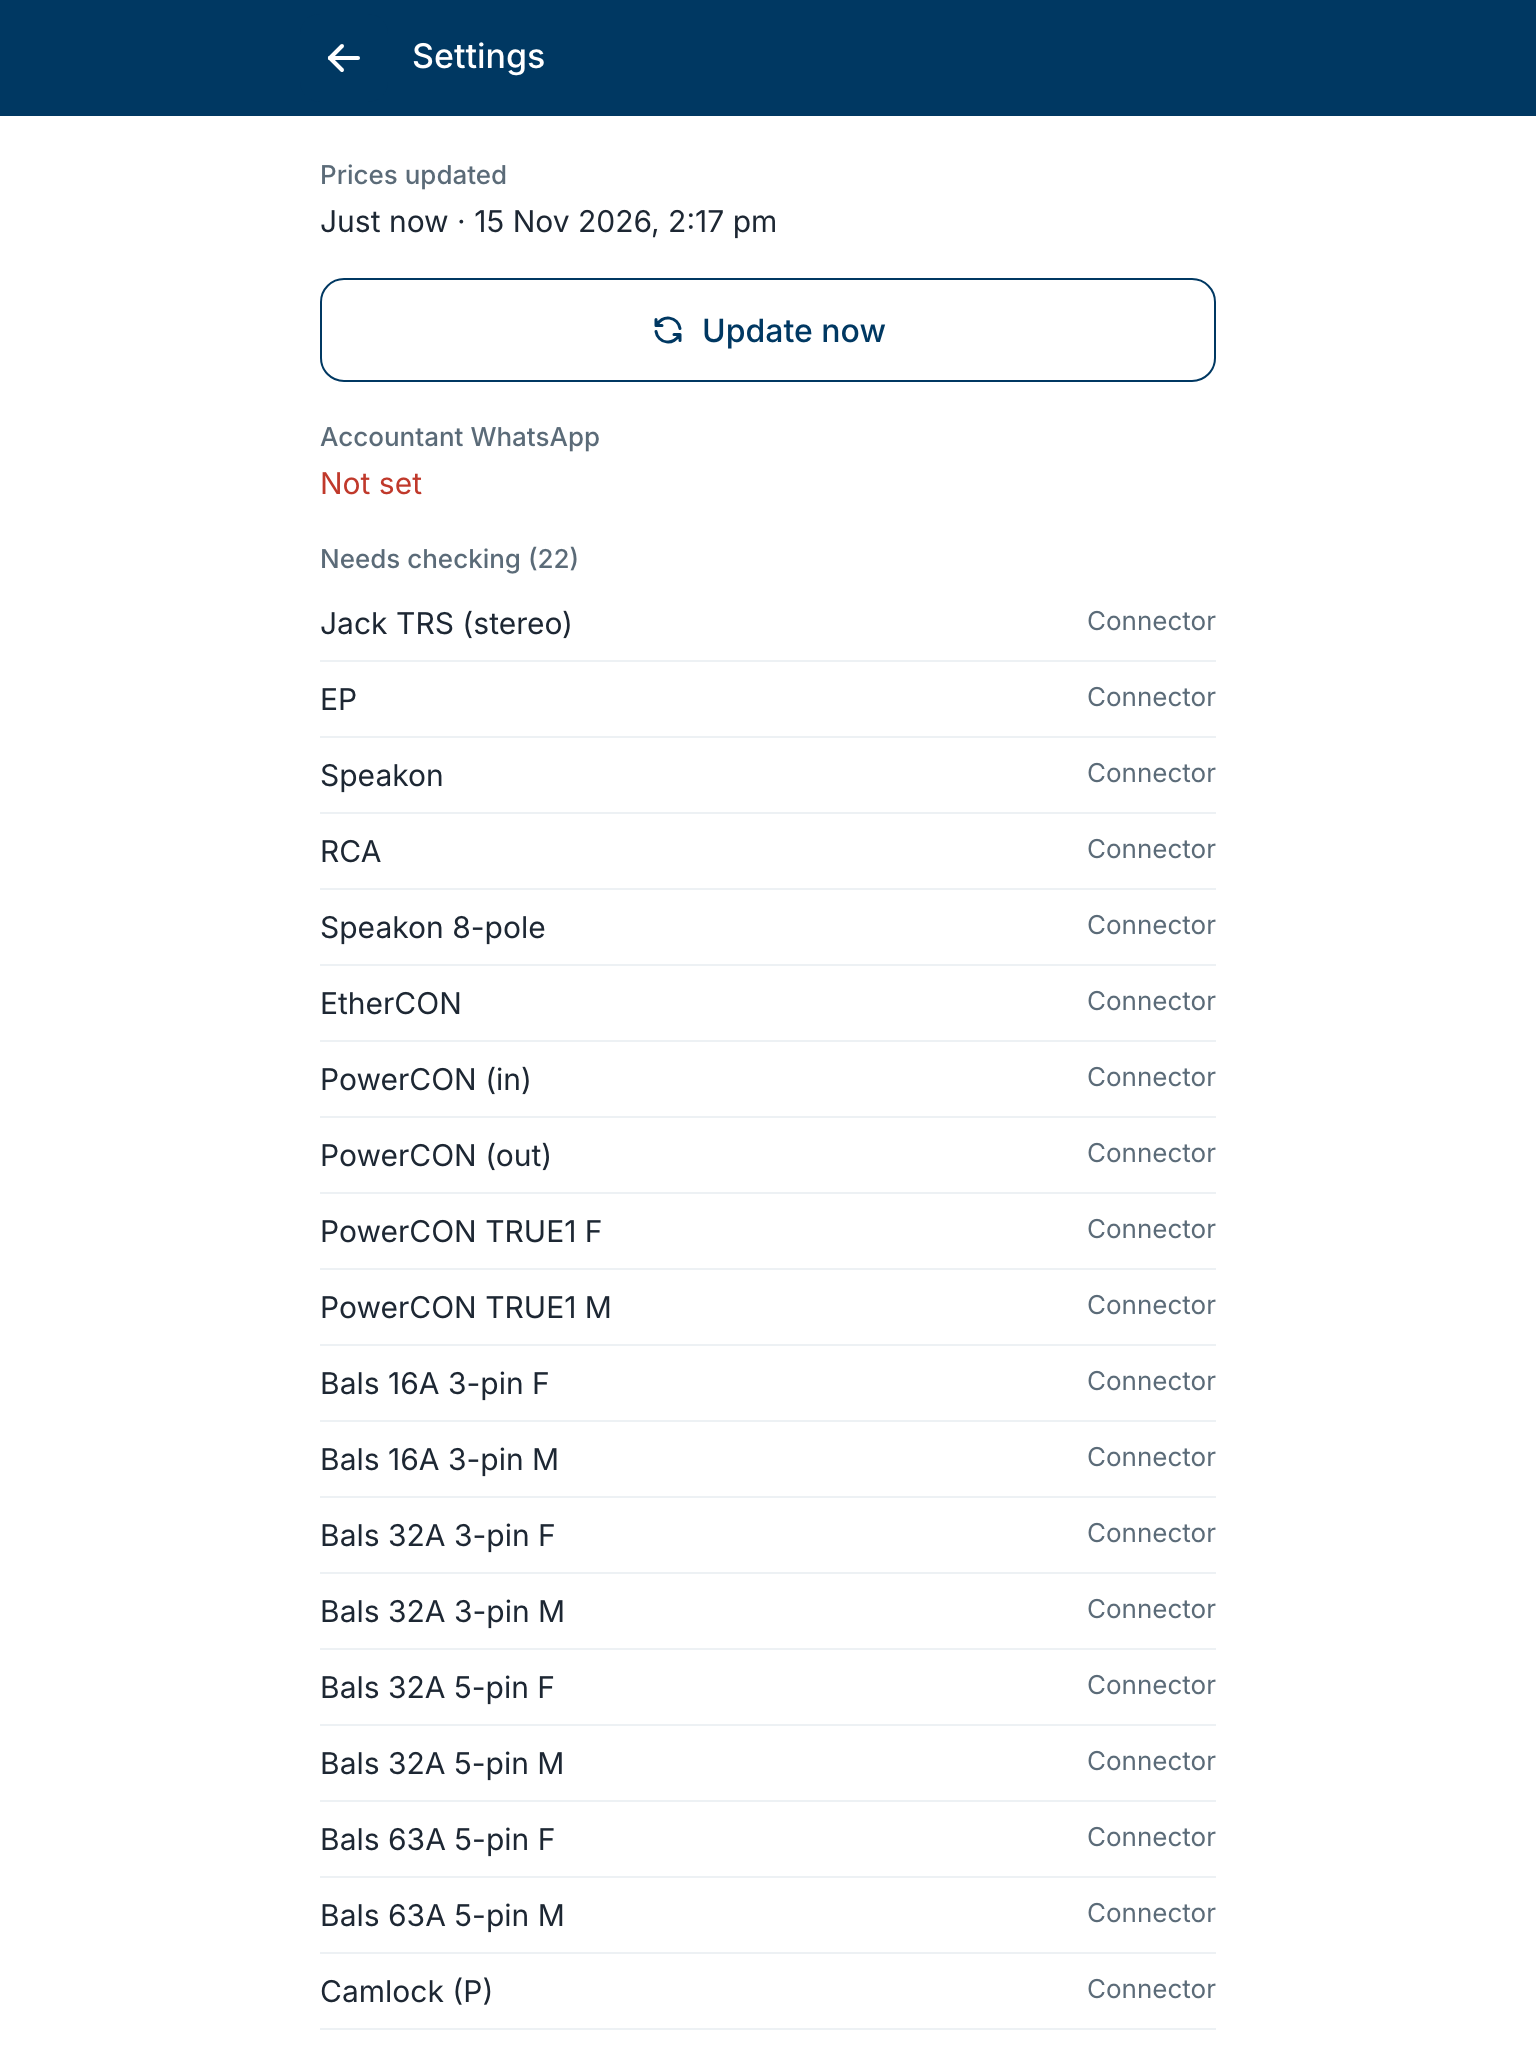 Settings
Prices updated
Just now · 15 Nov 2026, 2:17 pm
Update now
Accountant WhatsApp
Not set
Needs checking (22)
Jack TRS (stereo) Connector
EP Connector
Speakon Connector
RCA Connector
Speakon 8-pole Connector
EtherCON Connector
PowerCON (in) Connector
PowerCON (out) Connector
PowerCON TRUE1 F Connector
PowerCON TRUE1 M Connector
Bals 16A 3-pin F Connector
Bals 16A 3-pin M Connector
Bals 32A 3-pin F Connector
Bals 32A 3-pin M Connector
Bals 32A 5-pin F Connector
Bals 32A 5-pin M Connector
Bals 63A 5-pin F Connector
Bals 63A 5-pin M Connector
Camlock (P) Connector